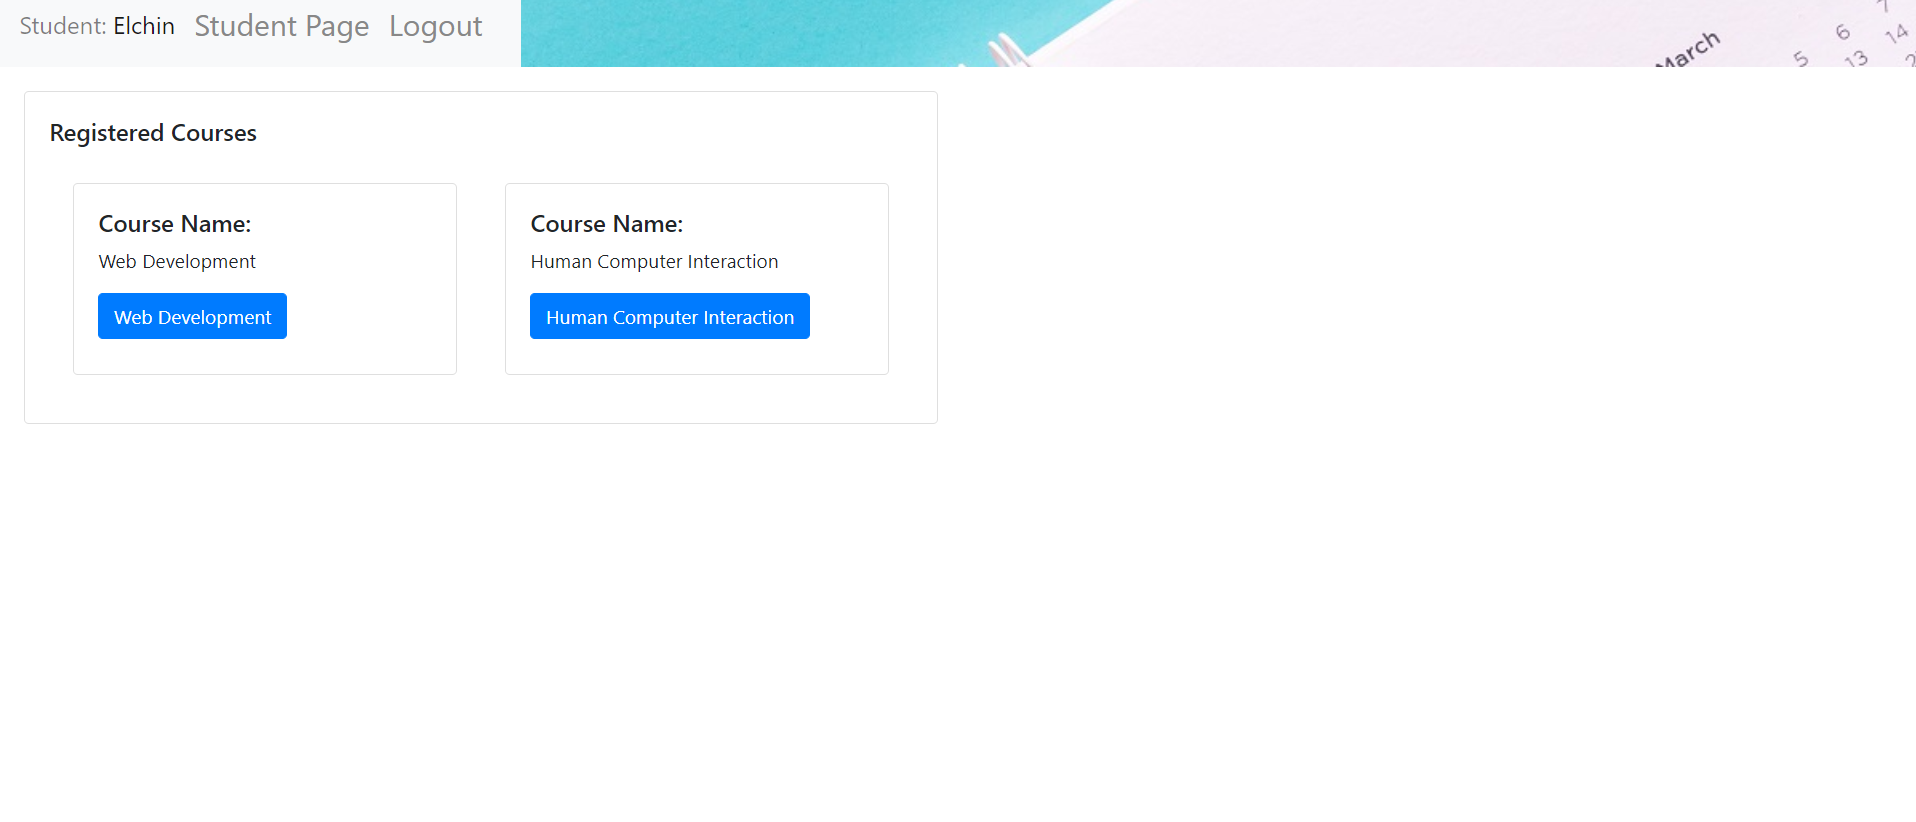 Student: Elchin Student Page Logout
March
7
6 14
5 13
Registered Courses
Course Name:
Web Development
Web Development
Course Name:
Human Computer Interaction
Human Computer Interaction